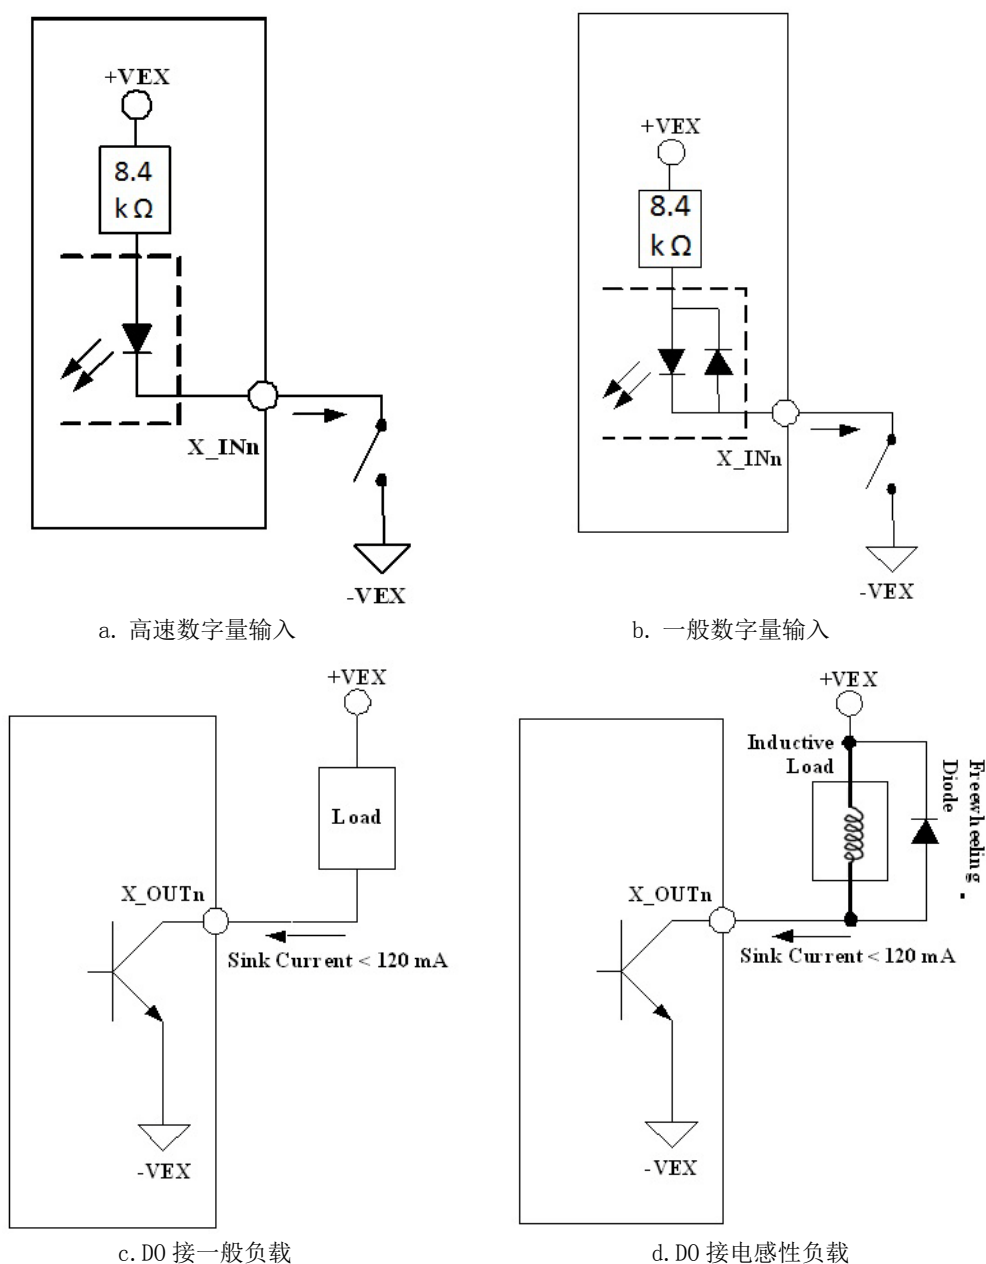 +VEX
8.4
kΩ
X_INn
-VEX
a. 高速数字量输入
+VEX
8.4
kΩ
X_INn
-VEX
b. 一般数字量输入
+VEX
Load
X_OUTn
Sink Current < 120 mA
-VEX
c.DO 接一般负载
+VEX
Inductive
Load
Freewheeling
Diode
X_OUTn
Sink Current < 120 mA
-VEX
d.DO 接电感性负载